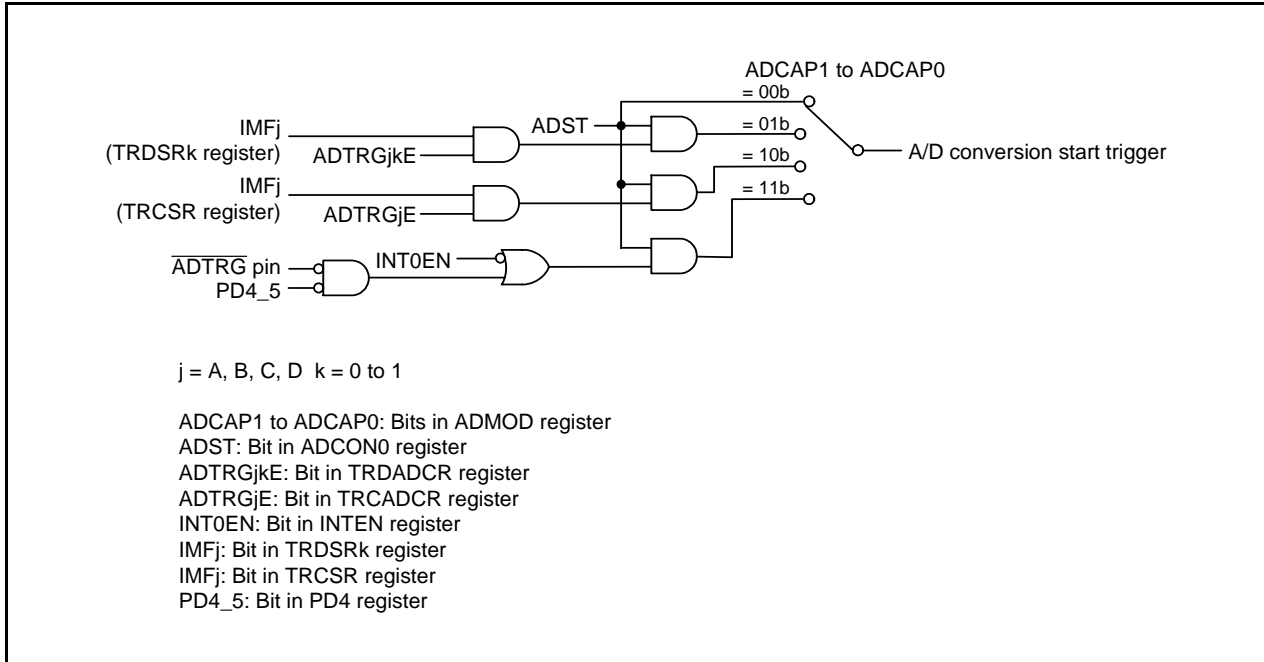 ADCAP1 to ADCAP0
= 00b
IMFj
(TRDSRk register)
ADTRGjkE
ADST
= 01b
A/D conversion start trigger
= 10b
IMFj
(TRCSR register)
ADTRGjE
= 11b
ADTRG pin
PD4_5
INT0EN
j = A, B, C, D k = 0 to 1
ADCAP1 to ADCAP0: Bits in ADMOD register
ADST: Bit in ADCON0 register
ADTRGjkE: Bit in TRDADCR register
ADTRGjE: Bit in TRCADCR register
INT0EN: Bit in INTEN register
IMFj: Bit in TRDSRk register
IMFj: Bit in TRCSR register
PD4_5: Bit in PD4 register